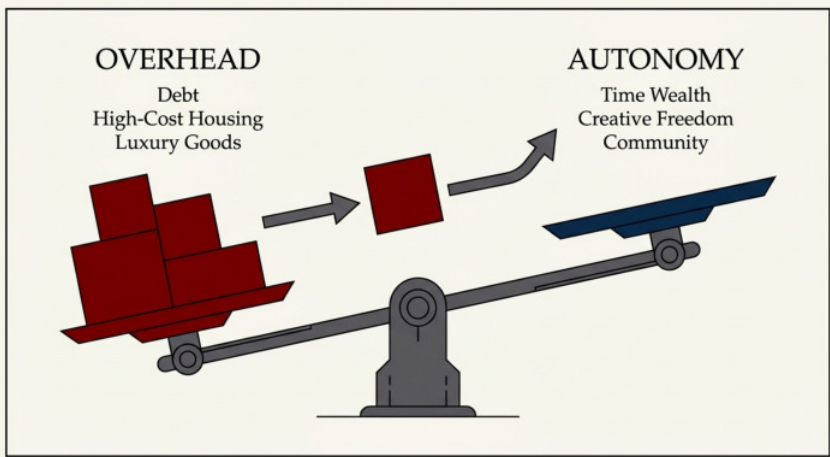 OVERHEAD
Debt
High-Cost Housing
Luxury Goods
AUTONOMY
Time Wealth
Creative Freedom
Community